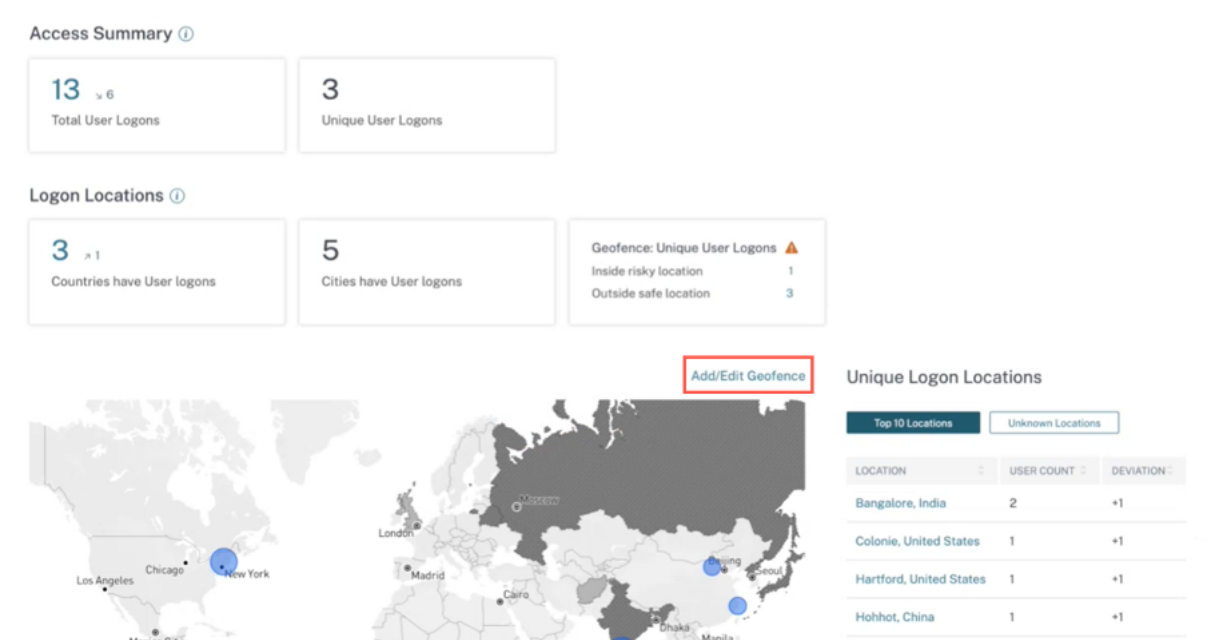 Access Summary
13 6
Total User Logons
3
Unique User Logons
Logon Locations
3 1
Countries have User logons
5
Cities have User logons
Geofence: Unique User Logons
Inside risky location 1
Outside safe location 3
Add/Edit Geofence
Unique Logon Locations
Top 10 Locations
Unknown Locations
LOCATION USER COUNT DEVIATION
Bangalore, India 2 +1
Colonie, United States 1 +1
Hartford, United States 1 +1
Hohhot, China 1 +1
Moscow
London
Chicago
New York
Los Angeles
Madrid
Cairo
Beijing
Seoul
Dhaka
Manila